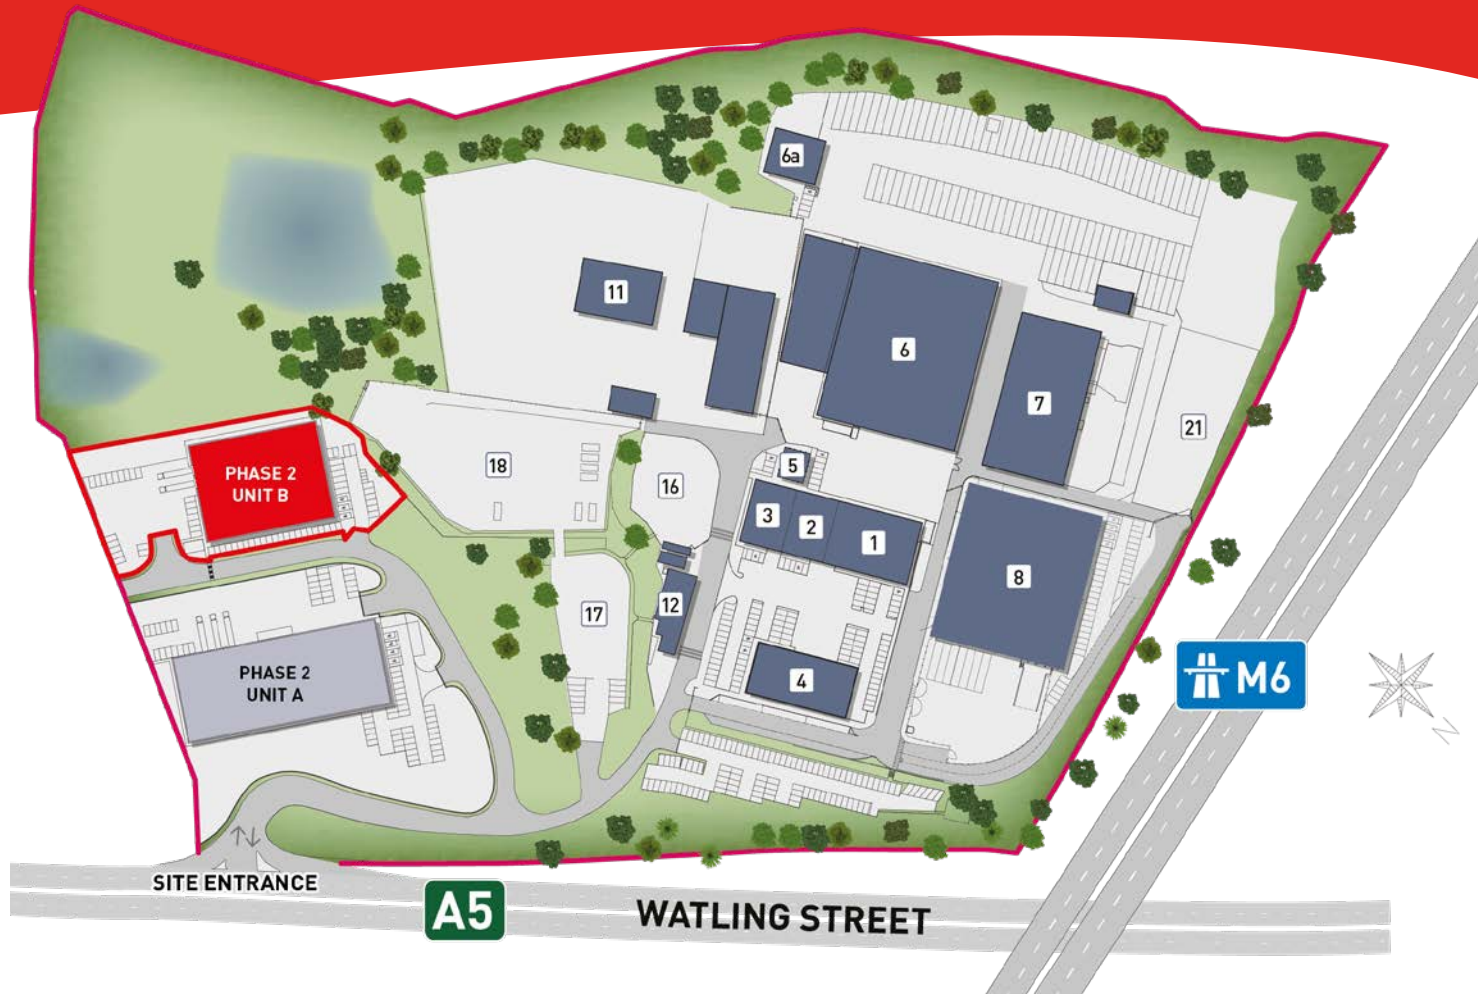 6a
11
6
7
21
5
18
16
3
2
1
8
PHASE 2
UNIT B
17
12
4
PHASE 2
UNIT A
M6
N
SITE ENTRANCE
A5
WATLING STREET